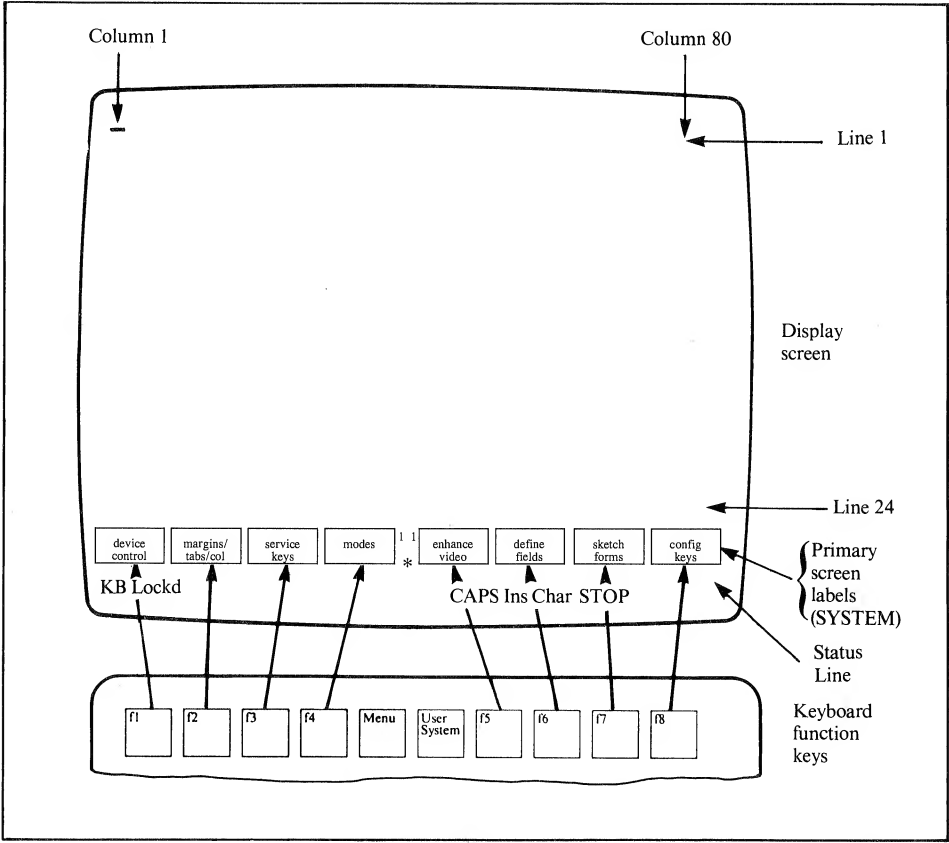 Column 1
Column 80
Line 1
Display
screen
Line 24
device
control
margins/
tabs/col
service
keys
modes
1 1
*
enhance
video
define
fields
sketch
forms
config
keys
Primary
screen
labels
(SYSTEM)
KB Lockd
CAPS Ins Char STOP
Status
Line
f1
f2
f3
f4
Menu
User
System
f5
f6
f7
f8
Keyboard
function
keys